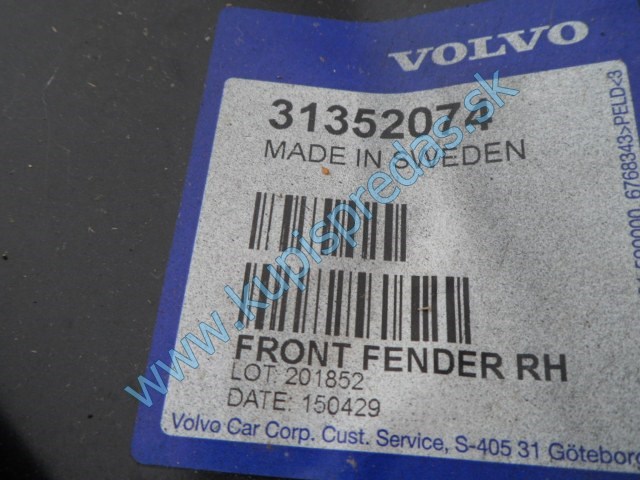 VOLVO
31352074
MADE IN SWEDEN
FRONT FENDER RH
LOT: 201852
DATE: 150429
Volvo Car Corp. Cust. Service, S-405 31 Göteborg
6768343>PELD<3
www.kupispredas.sk